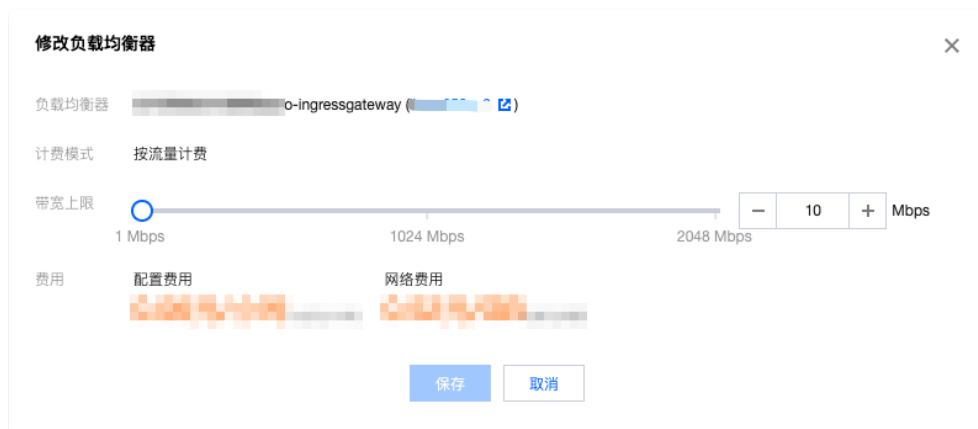 修改负载均衡器
负载均衡器 o-ingressgateway ( )
计费模式 按流量计费
带宽上限 10 Mbps
1 Mbps 1024 Mbps 2048 Mbps
费用 配置费用 网络费用
保存 取消